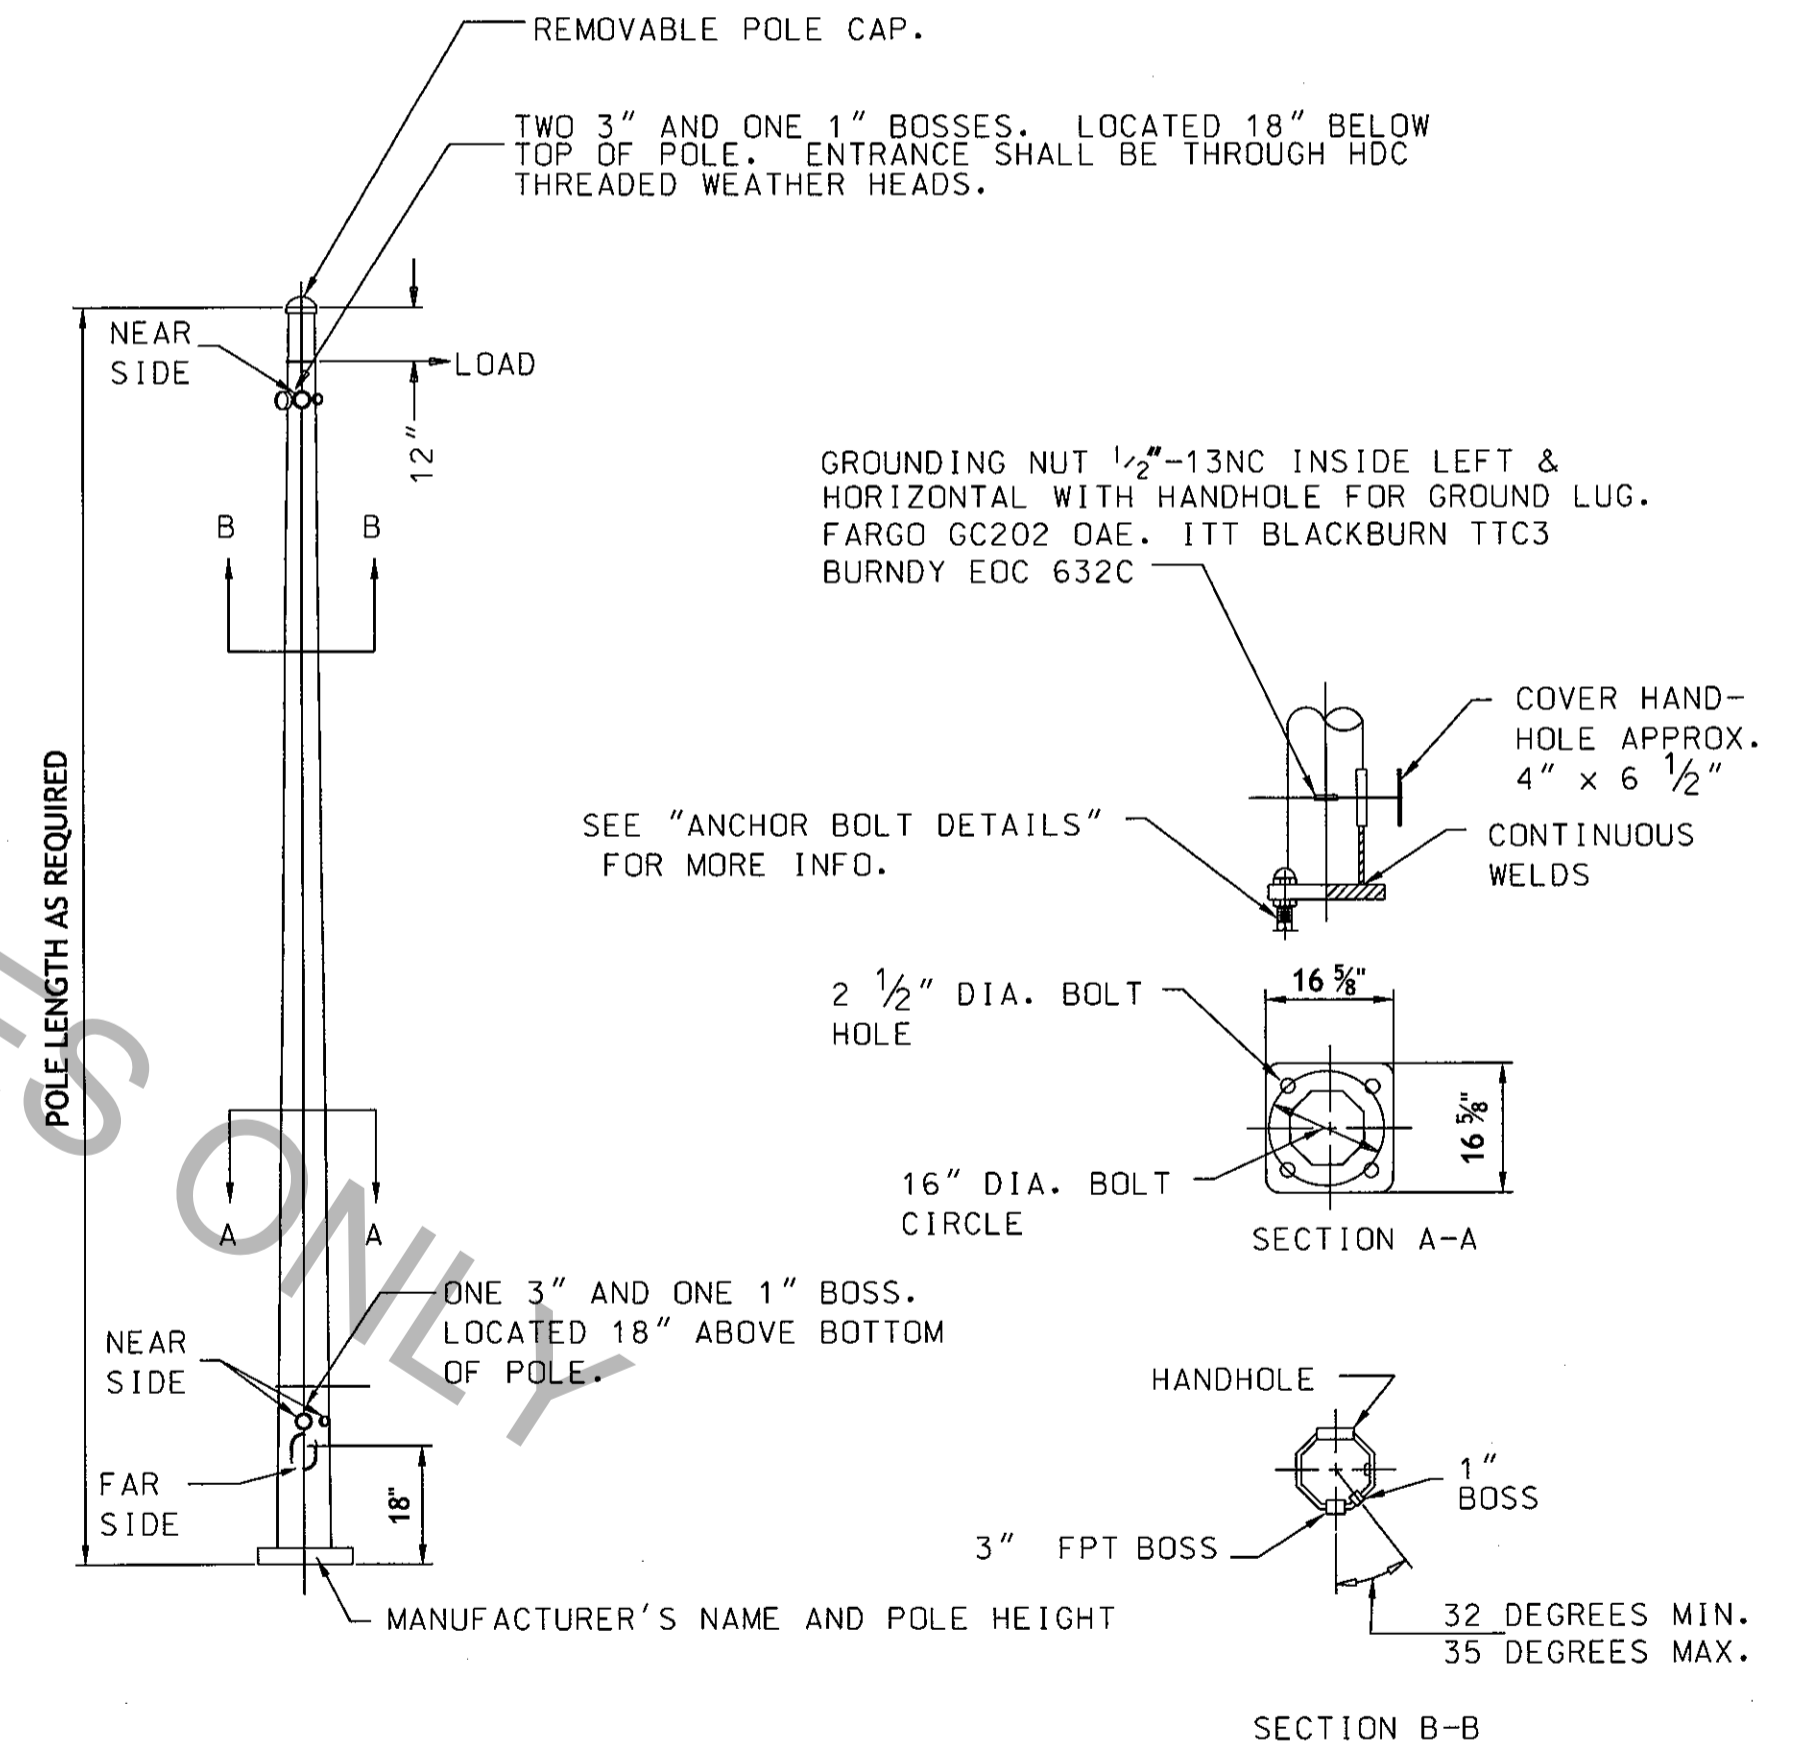 REMOVABLE POLE CAP.
TWO 3" AND ONE 1" BOSSES. LOCATED 18" BELOW
TOP OF POLE. ENTRANCE SHALL BE THROUGH HDC
THREADED WEATHER HEADS.
NEAR
SIDE
LOAD
12"
B B
GROUNDING NUT 1/2"-13NC INSIDE LEFT &
HORIZONTAL WITH HANDHOLE FOR GROUND LUG.
FARGO GC202 OAE. ITT BLACKBURN TTC3
BURNDY EOC 632C
COVER HAND-
HOLE APPROX.
4" x 6 1/2"
SEE "ANCHOR BOLT DETAILS"
FOR MORE INFO.
CONTINUOUS
WELDS
POLE LENGTH AS REQUIRED
2 1/2" DIA. BOLT
HOLE
16 5/8"
16 5/8"
16" DIA. BOLT
CIRCLE
SECTION A-A
A A
ONE 3" AND ONE 1" BOSS.
LOCATED 18" ABOVE BOTTOM
OF POLE.
NEAR
SIDE
FAR
SIDE
18"
MANUFACTURER'S NAME AND POLE HEIGHT
HANDHOLE
1"
BOSS
3" FPT BOSS
32 DEGREES MIN.
35 DEGREES MAX.
SECTION B-B
ONLY